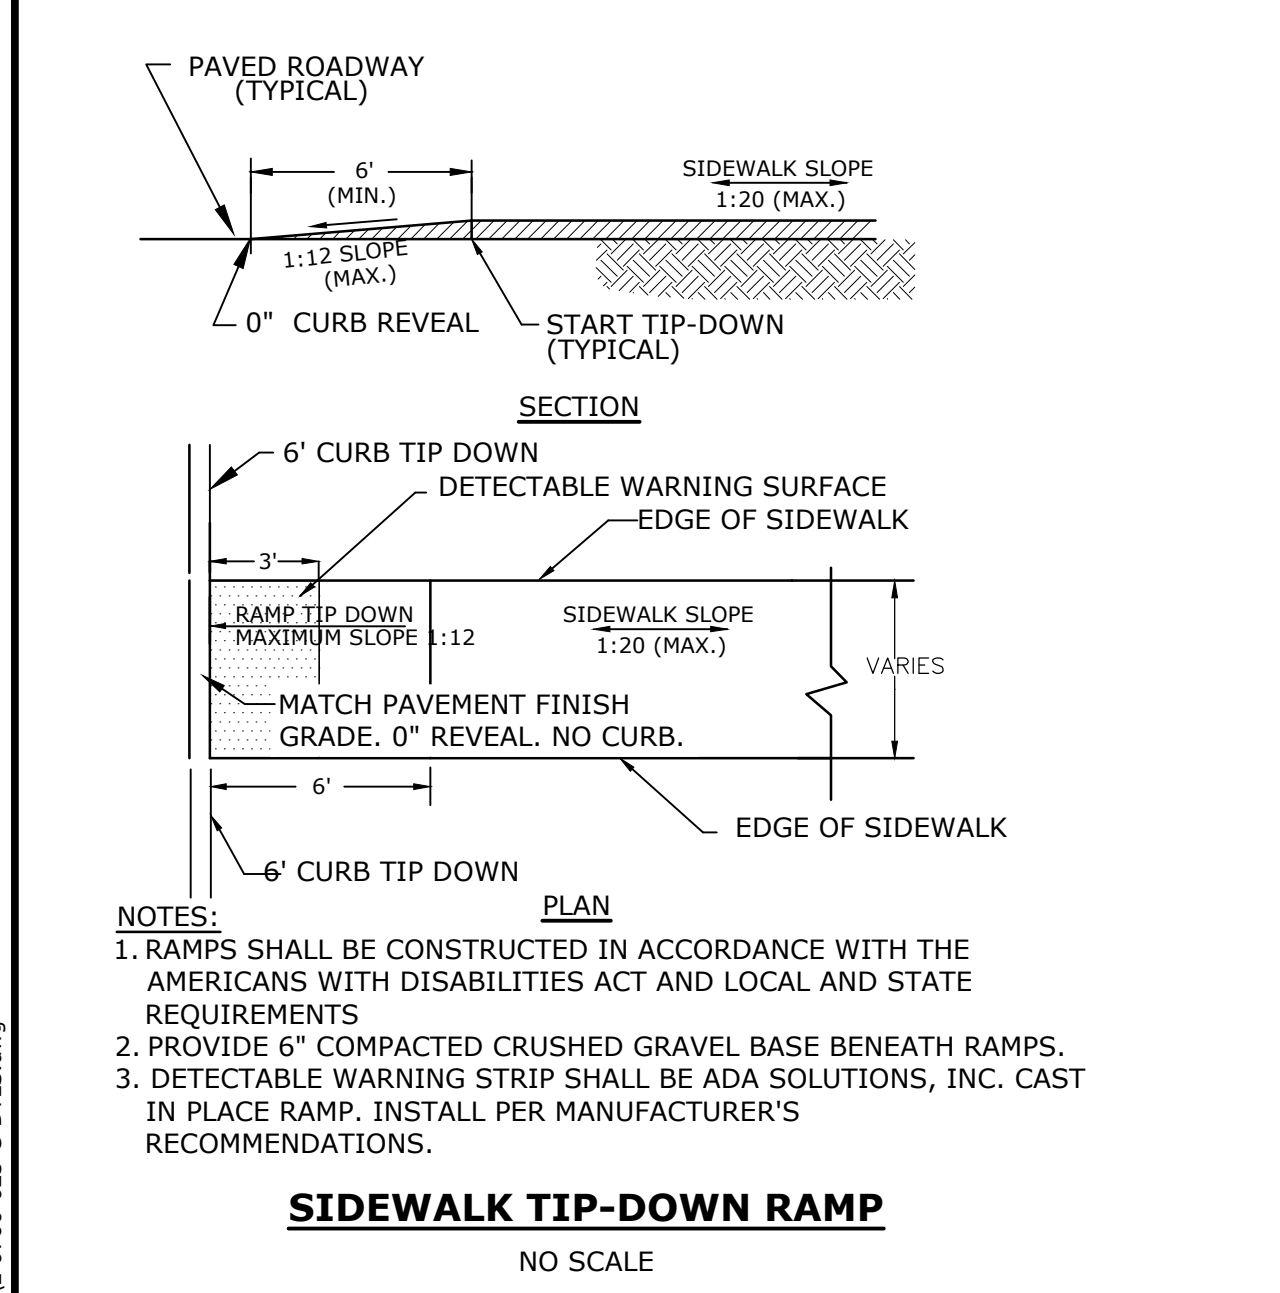 PAVED ROADWAY
(TYPICAL)
6'
(MIN.)
SIDEWALK SLOPE
1:20 (MAX.)
1:12 SLOPE
(MAX.)
0" CURB REVEAL
START TIP-DOWN
(TYPICAL)
SECTION
6' CURB TIP DOWN
DETECTABLE WARNING SURFACE
EDGE OF SIDEWALK
3'
RAMP TIP DOWN
MAXIMUM SLOPE 1:12
SIDEWALK SLOPE
1:20 (MAX.)
VARIES
MATCH PAVEMENT FINISH
GRADE. 0" REVEAL. NO CURB.
6'
EDGE OF SIDEWALK
6' CURB TIP DOWN
PLAN
NOTES:
1. RAMPS SHALL BE CONSTRUCTED IN ACCORDANCE WITH THE
AMERICANS WITH DISABILITIES ACT AND LOCAL AND STATE
REQUIREMENTS
2. PROVIDE 6" COMPACTED CRUSHED GRAVEL BASE BENEATH RAMPS.
3. DETECTABLE WARNING STRIP SHALL BE ADA SOLUTIONS, INC. CAST
IN PLACE RAMP. INSTALL PER MANUFACTURER'S
RECOMMENDATIONS.
SIDEWALK TIP-DOWN RAMP
NO SCALE